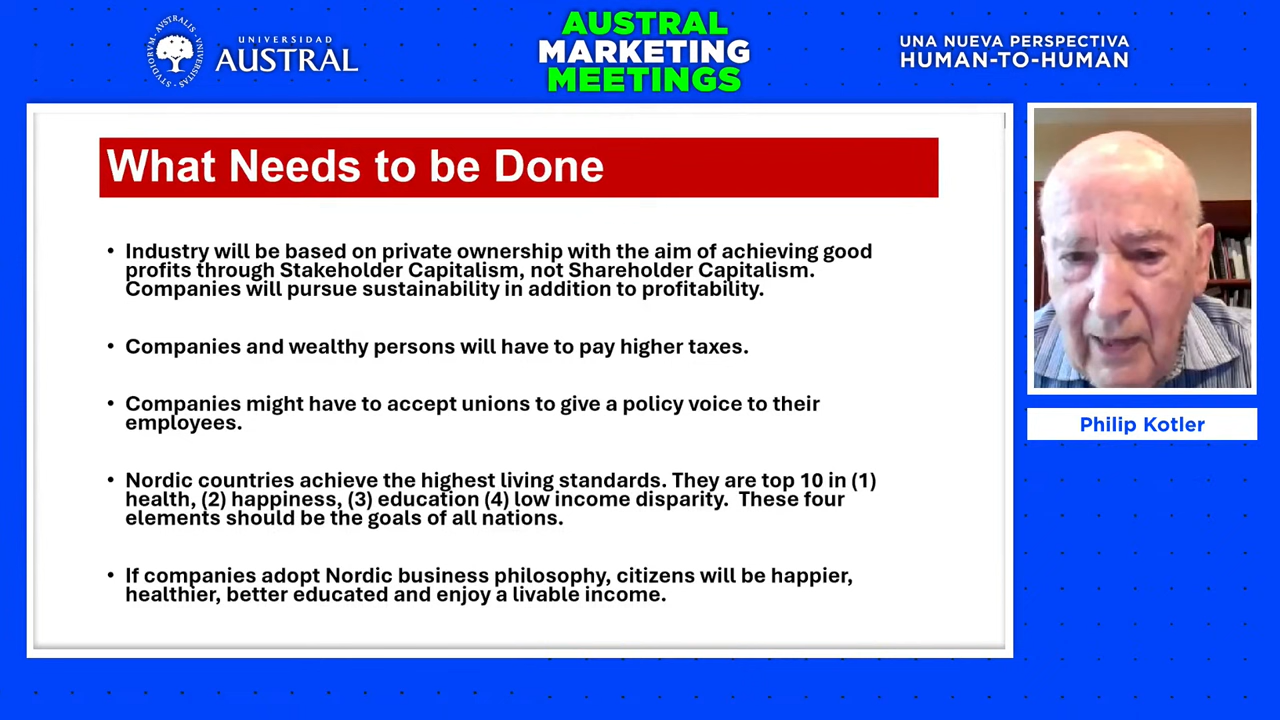 STUDIORVM · AVSTRALIS · VNIVERSITAS
UNIVERSIDAD
AUSTRAL
AUSTRAL
MARKETING
MEETINGS
UNA NUEVA PERSPECTIVA
HUMAN-TO-HUMAN
What Needs to be Done
• Industry will be based on private ownership with the aim of achieving good
profits through Stakeholder Capitalism, not Shareholder Capitalism.
Companies will pursue sustainability in addition to profitability.
• Companies and wealthy persons will have to pay higher taxes.
• Companies might have to accept unions to give a policy voice to their
employees.
• Nordic countries achieve the highest living standards. They are top 10 in (1)
health, (2) happiness, (3) education (4) low income disparity.  These four
elements should be the goals of all nations.
• If companies adopt Nordic business philosophy, citizens will be happier,
healthier, better educated and enjoy a livable income.
Philip Kotler